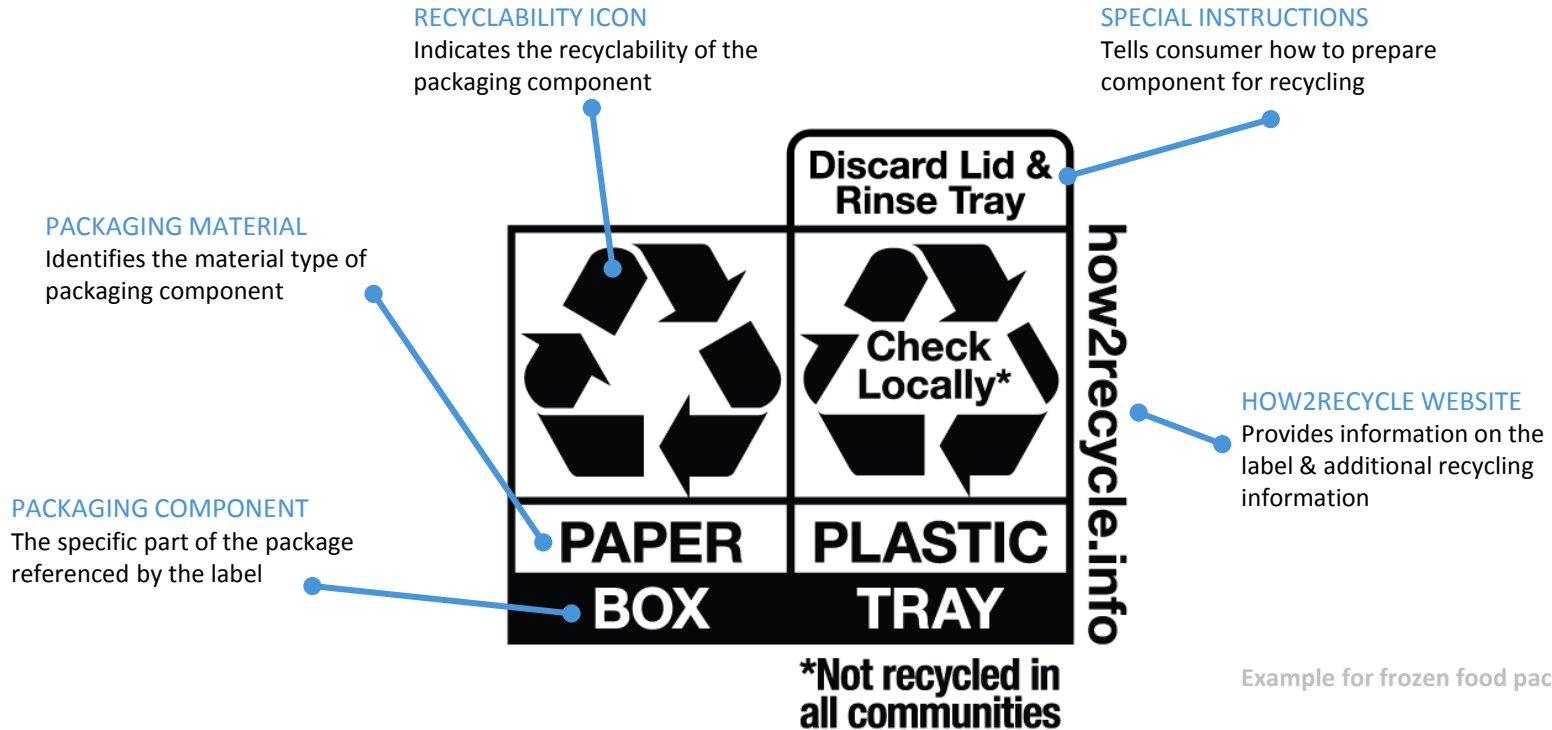 RECYCLABILITY ICON
Indicates the recyclability of the
packaging component
SPECIAL INSTRUCTIONS
Tells consumer how to prepare
component for recycling
PACKAGING MATERIAL
Identifies the material type of
packaging component
PACKAGING COMPONENT
The specific part of the package
referenced by the label
Discard Lid &
Rinse Tray
Check
Locally*
PAPER
PLASTIC
BOX
TRAY
*Not recycled in
all communities
how2recycle.info
HOW2RECYCLE WEBSITE
Provides information on the
label & additional recycling
information
Example for frozen food pac